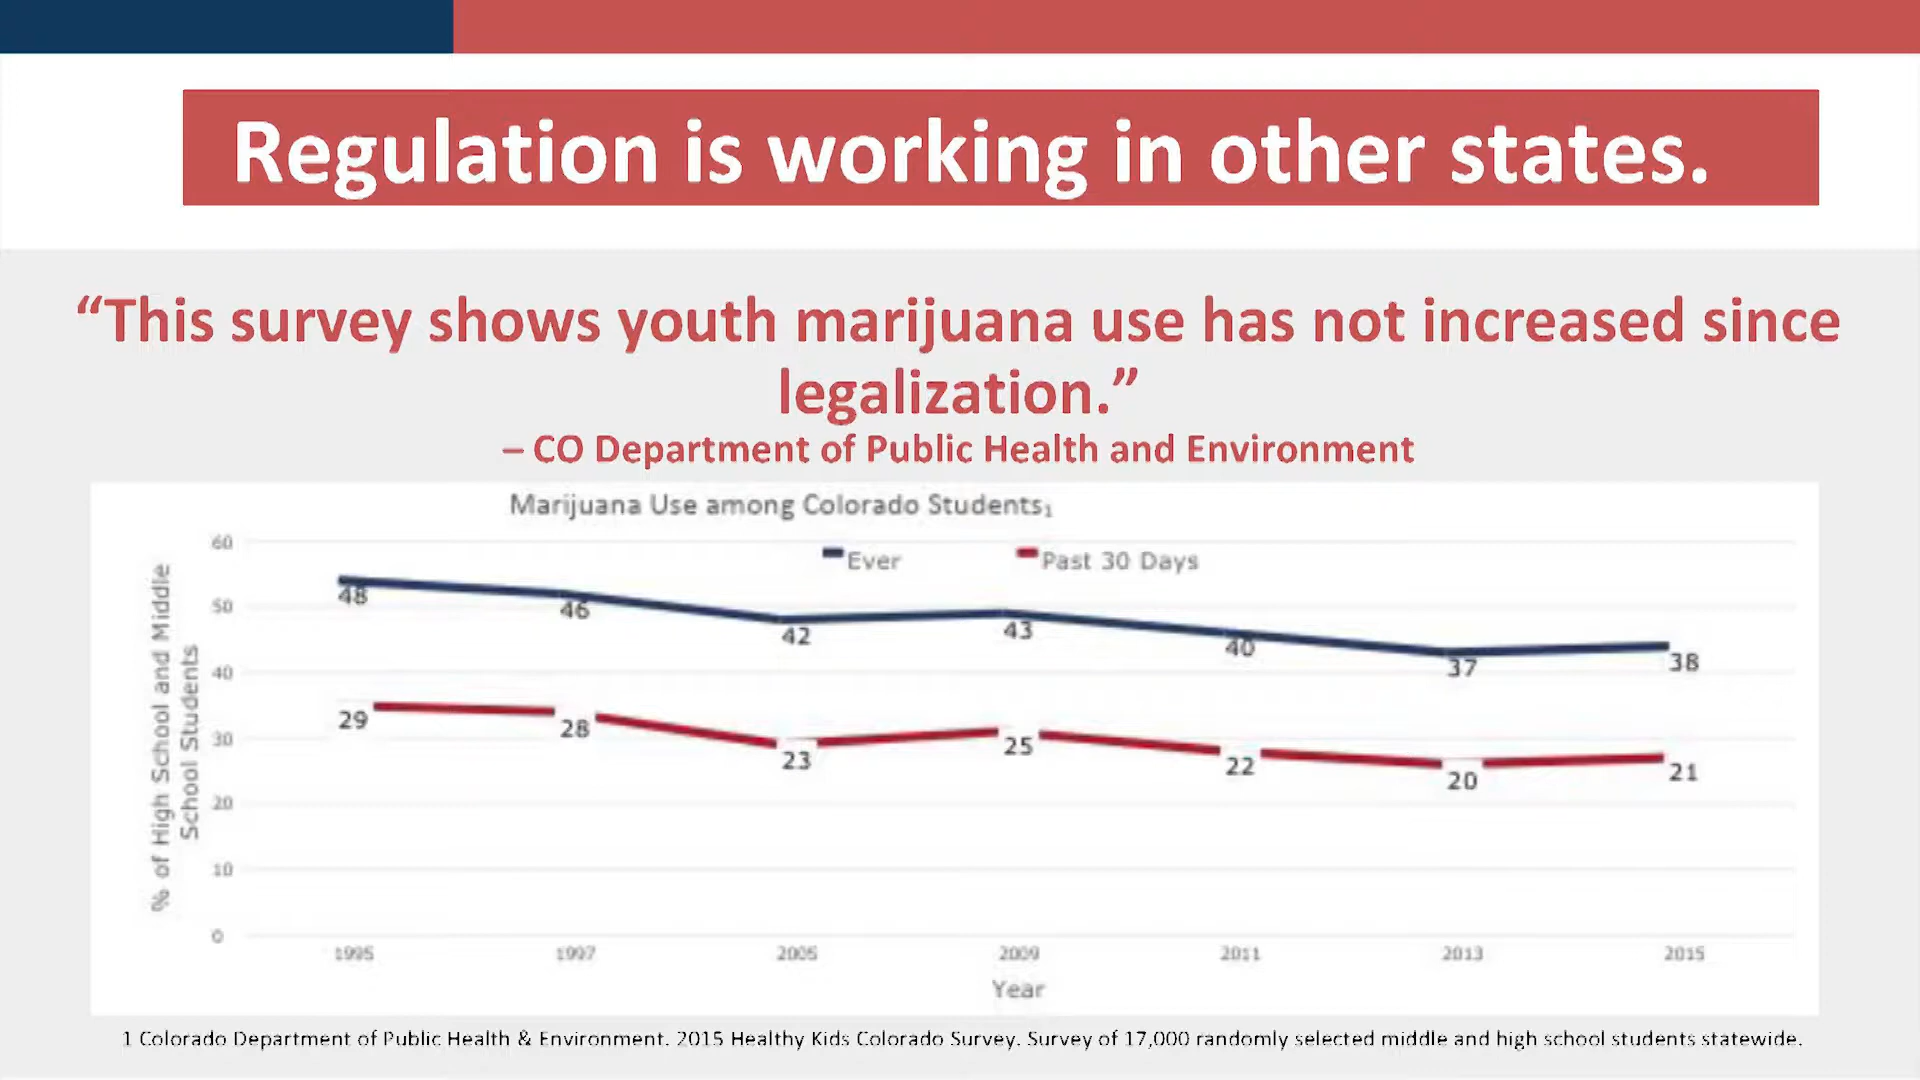 Regulation is working in other states.
“This survey shows youth marijuana use has not increased since
legalization.”
– CO Department of Public Health and Environment
Marijuana Use among Colorado Students₁
Ever
Past 30 Days
% of High School and Middle
School Students
60
50
40
30
20
10
0
48
46
42
43
40
37
38
29
28
23
25
22
20
21
1995
1997
2005
2009
2011
2013
2015
Year
1 Colorado Department of Public Health & Environment. 2015 Healthy Kids Colorado Survey. Survey of 17,000 randomly selected middle and high school students statewide.